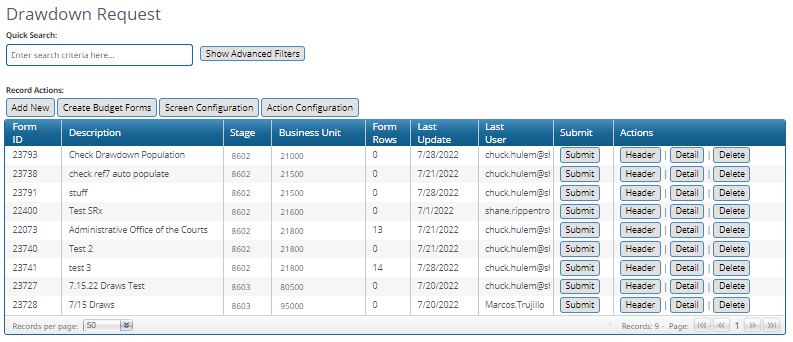 Drawdown Request
Quick Search:
Enter search criteria here... Show Advanced Filters
Record Actions:
Add New Create Budget Forms Screen Configuration Action Configuration
Form ID Description Stage Business Unit Form Rows Last Update Last User Submit Actions
23793 Check Drawdown Population 8602 21000 0 7/28/2022 chuck.hulem@sh Submit Header | Detail | Delete
23738 check ref7 auto populate 8602 21500 0 7/21/2022 chuck.hulem@sh Submit Header | Detail | Delete
23791 stuff 8602 21500 0 7/28/2022 chuck.hulem@sh Submit Header | Detail | Delete
22400 Test SRx 8602 21600 0 7/1/2022 shane.rippentro Submit Header | Detail | Delete
22073 Administrative Office of the Courts 8602 21800 13 7/21/2022 chuck.hulem@sh Submit Header | Detail | Delete
23740 Test 2 8602 21800 0 7/21/2022 chuck.hulem@sh Submit Header | Detail | Delete
23741 test 3 8602 21800 14 7/28/2022 chuck.hulem@sh Submit Header | Detail | Delete
23727 7.15.22 Draws Test 8603 80500 0 7/20/2022 chuck.hulem@sh Submit Header | Detail | Delete
23728 7/15 Draws 8603 95000 0 7/20/2022 Marcos.Trujillo Submit Header | Detail | Delete
Records per page: 50 Records: 9 - Page: 1